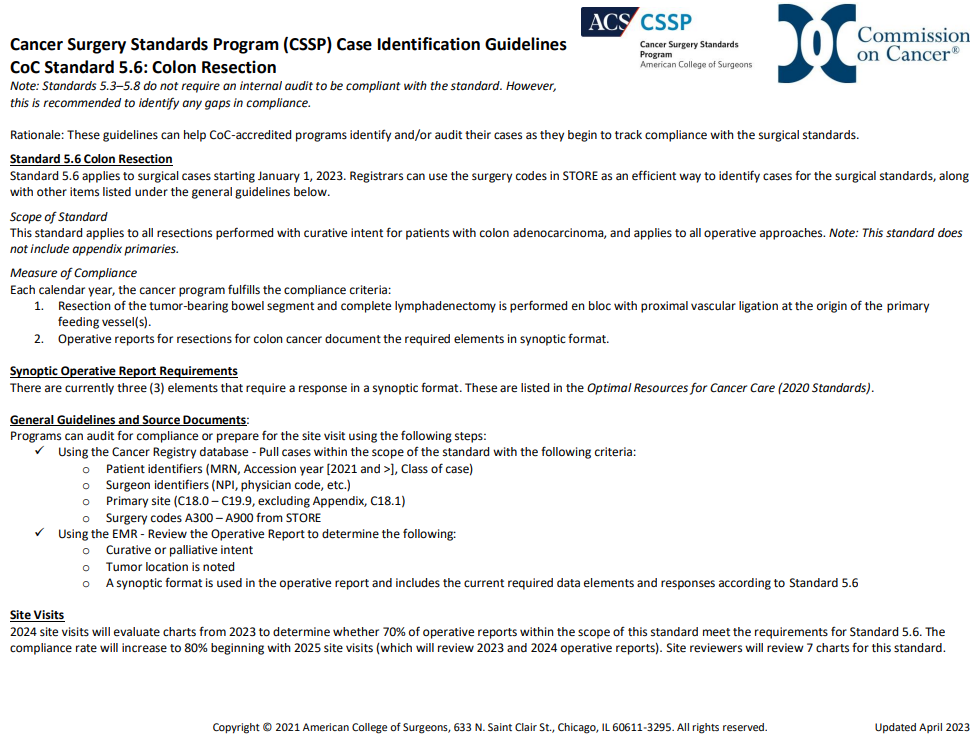 ACS CSSP
Cancer Surgery Standards
Program
American College of Surgeons
Commission
on Cancer®
Cancer Surgery Standards Program (CSSP) Case Identification Guidelines
CoC Standard 5.6: Colon Resection
Note: Standards 5.3–5.8 do not require an internal audit to be compliant with the standard. However,
this is recommended to identify any gaps in compliance.
Rationale: These guidelines can help CoC-accredited programs identify and/or audit their cases as they begin to track compliance with the surgical standards.
Standard 5.6 Colon Resection
Standard 5.6 applies to surgical cases starting January 1, 2023. Registrars can use the surgery codes in STORE as an efficient way to identify cases for the surgical standards, along
with other items listed under the general guidelines below.
Scope of Standard
This standard applies to all resections performed with curative intent for patients with colon adenocarcinoma, and applies to all operative approaches. Note: This standard does
not include appendix primaries.
Measure of Compliance
Each calendar year, the cancer program fulfills the compliance criteria:
1. Resection of the tumor-bearing bowel segment and complete lymphadenectomy is performed en bloc with proximal vascular ligation at the origin of the primary
feeding vessel(s).
2. Operative reports for resections for colon cancer document the required elements in synoptic format.
Synoptic Operative Report Requirements
There are currently three (3) elements that require a response in a synoptic format. These are listed in the Optimal Resources for Cancer Care (2020 Standards).
General Guidelines and Source Documents:
Programs can audit for compliance or prepare for the site visit using the following steps:
✓ Using the Cancer Registry database - Pull cases within the scope of the standard with the following criteria:
o Patient identifiers (MRN, Accession year [2021 and >], Class of case)
o Surgeon identifiers (NPI, physician code, etc.)
o Primary site (C18.0 – C19.9, excluding Appendix, C18.1)
o Surgery codes A300 – A900 from STORE
✓ Using the EMR - Review the Operative Report to determine the following:
o Curative or palliative intent
o Tumor location is noted
o A synoptic format is used in the operative report and includes the current required data elements and responses according to Standard 5.6
Site Visits
2024 site visits will evaluate charts from 2023 to determine whether 70% of operative reports within the scope of this standard meet the requirements for Standard 5.6. The
compliance rate will increase to 80% beginning with 2025 site visits (which will review 2023 and 2024 operative reports). Site reviewers will review 7 charts for this standard.
Copyright © 2021 American College of Surgeons, 633 N. Saint Clair St., Chicago, IL 60611-3295. All rights reserved.
Updated April 2023